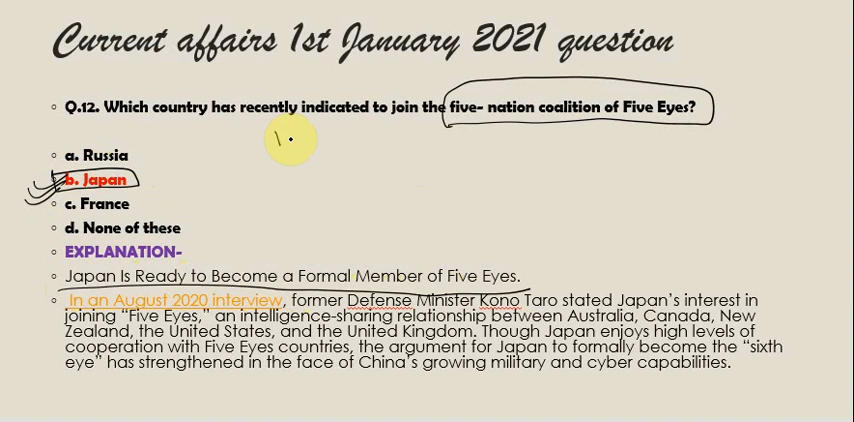 Current affairs 1st January 2021 question
Q.12. Which country has recently indicated to join the five- nation coalition of Five Eyes?
a. Russia
b. Japan
c. France
d. None of these
EXPLANATION-
Japan Is Ready to Become a Formal Member of Five Eyes.
In an August 2020 interview, former Defense Minister Kono Taro stated Japan's interest in
joining “Five Eyes,” an intelligence-sharing relationship between Australia, Canada, New
Zealand, the United States, and the United Kingdom. Though Japan enjoys high levels of
cooperation with Five Eyes countries, the argument for Japan to formally become the “sixth
eye” has strengthened in the face of China's growing military and cyber capabilities.